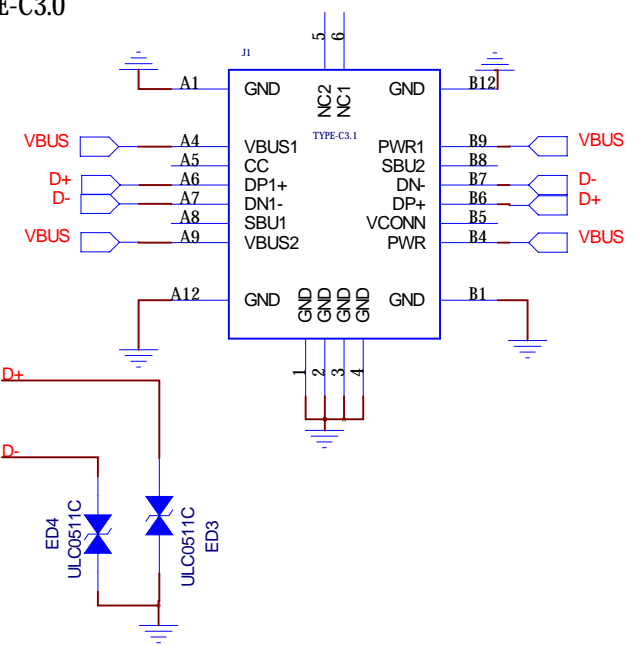 E-C3.0
J1
5
6
A1
GND
NC2
NC1
GND
B12
TYPE-C3.1
VBUS
A4
VBUS1
PWR1
B9
VBUS
A5
CC
SBU2
B8
D+
A6
DP1+
DN-
B7
D-
D-
A7
DN1-
DP+
B6
D+
A8
SBU1
VCONN
B5
VBUS
A9
VBUS2
PWR
B4
VBUS
A12
GND
GND
GND
GND
GND
GND
B1
1
2
3
4
D+
D-
ED4
ULC0511C
ULC0511C
ED3